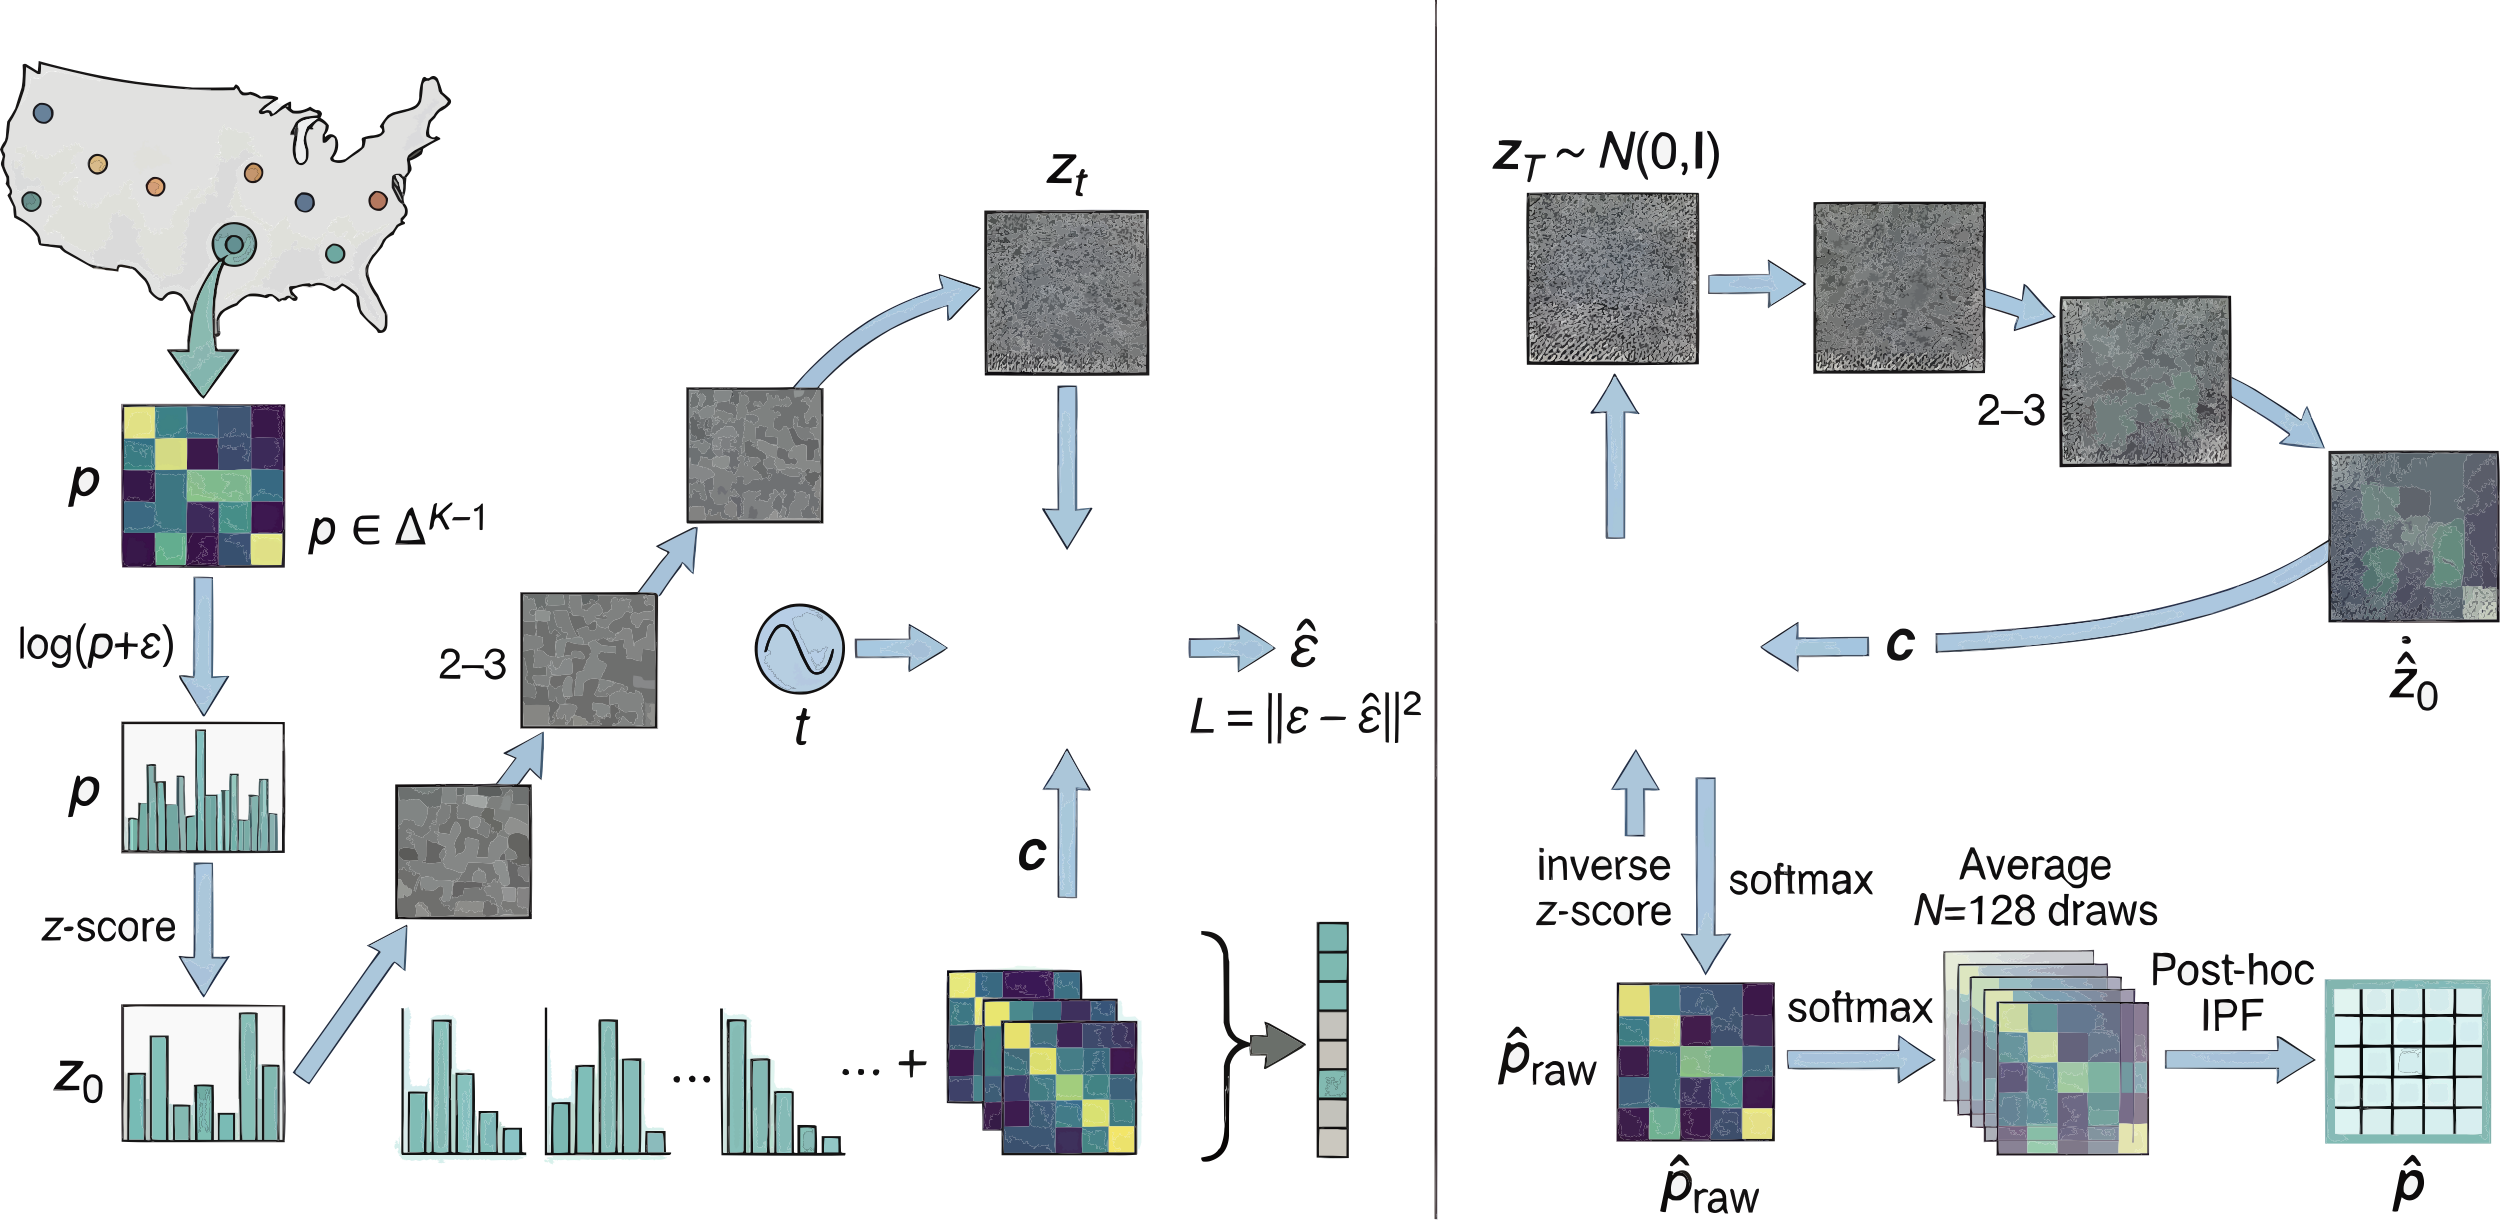 p
p ∈ Δ^{K−1}
log(p+ε)
p
z-score
z_0
2–3
z_t
t
ε̂
L = ||ε − ε̂||²
c
... 
... +
z_T ~ N(0,I)
2–3
c
ẑ_0
inverse
z-score
softmax
Average
N=128 draws
p̂_raw
softmax
Post-hoc
IPF
p̂_raw
p̂